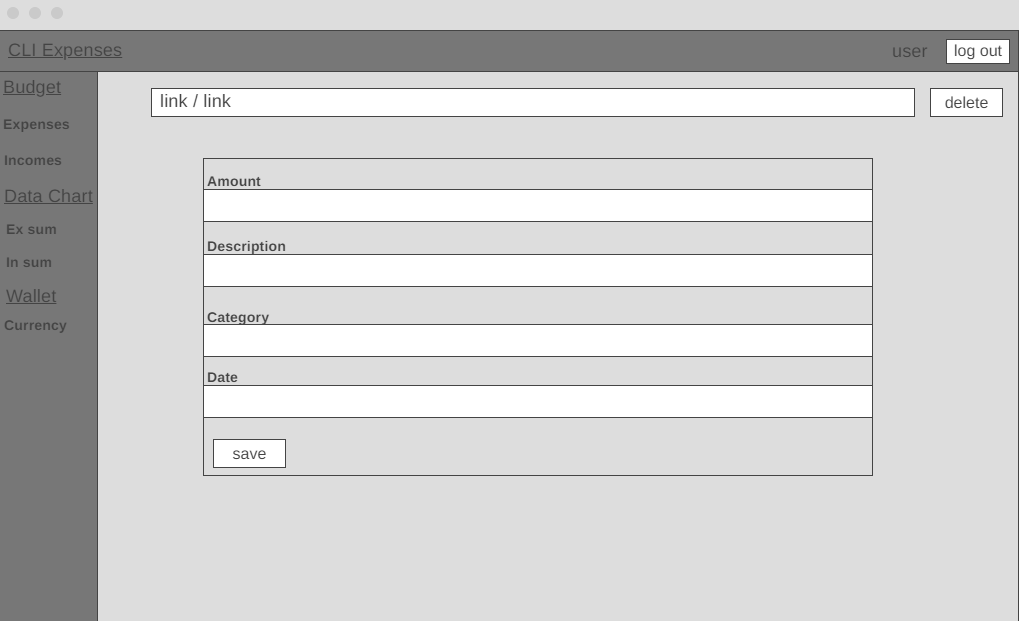 CLI Expenses
user
log out
Budget
Expenses
Incomes
Data Chart
Ex sum
In sum
Wallet
Currency
link / link
delete
Amount
Description
Category
Date
save